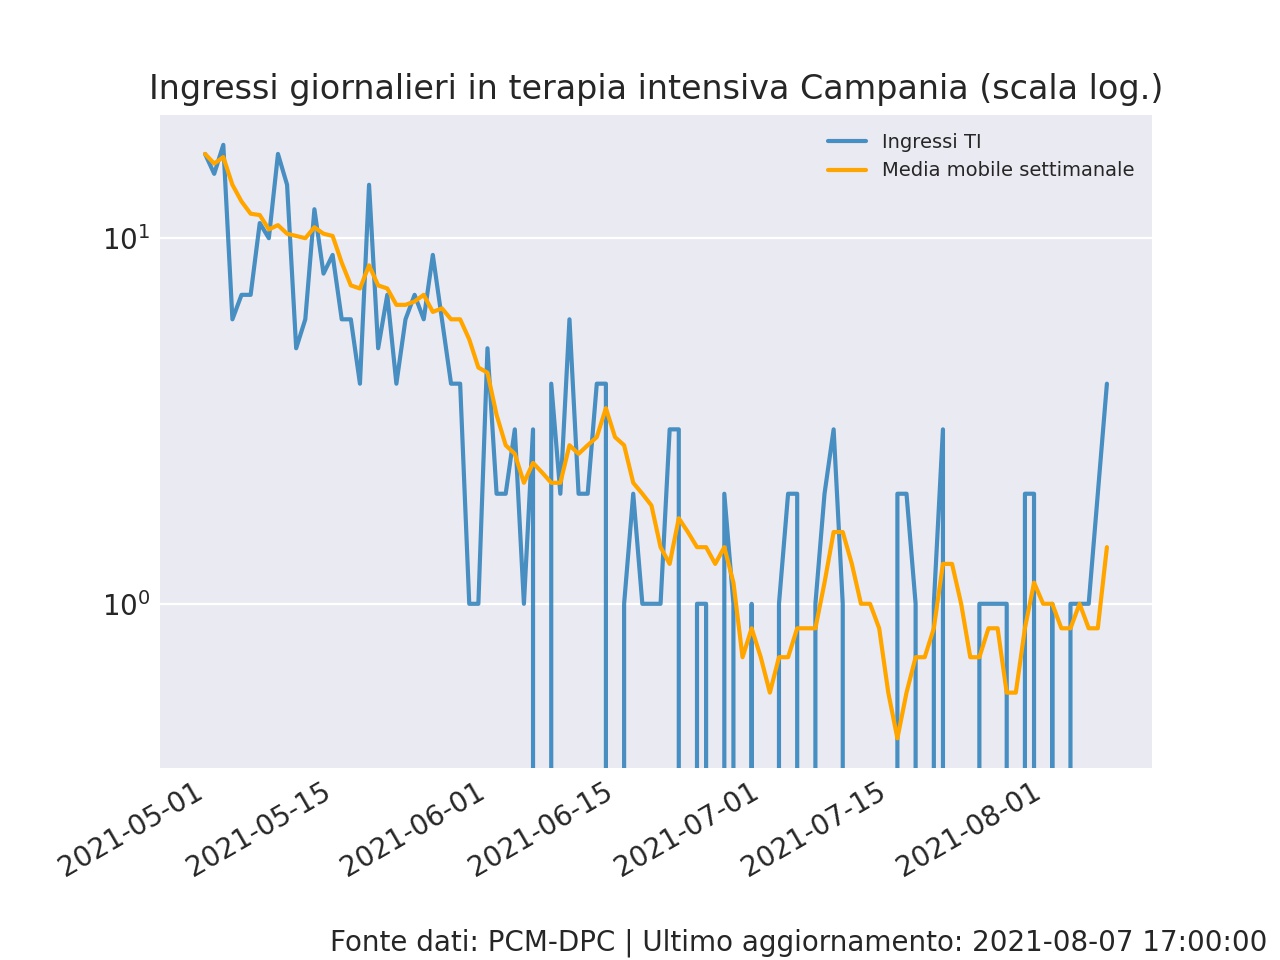 Ingressi giornalieri in terapia intensiva Campania (scala log.)
Ingressi TI
Media mobile settimanale
10¹
10⁰
2021-05-01
2021-05-15
2021-06-01
2021-06-15
2021-07-01
2021-07-15
2021-08-01
Fonte dati: PCM-DPC | Ultimo aggiornamento: 2021-08-07 17:00:00